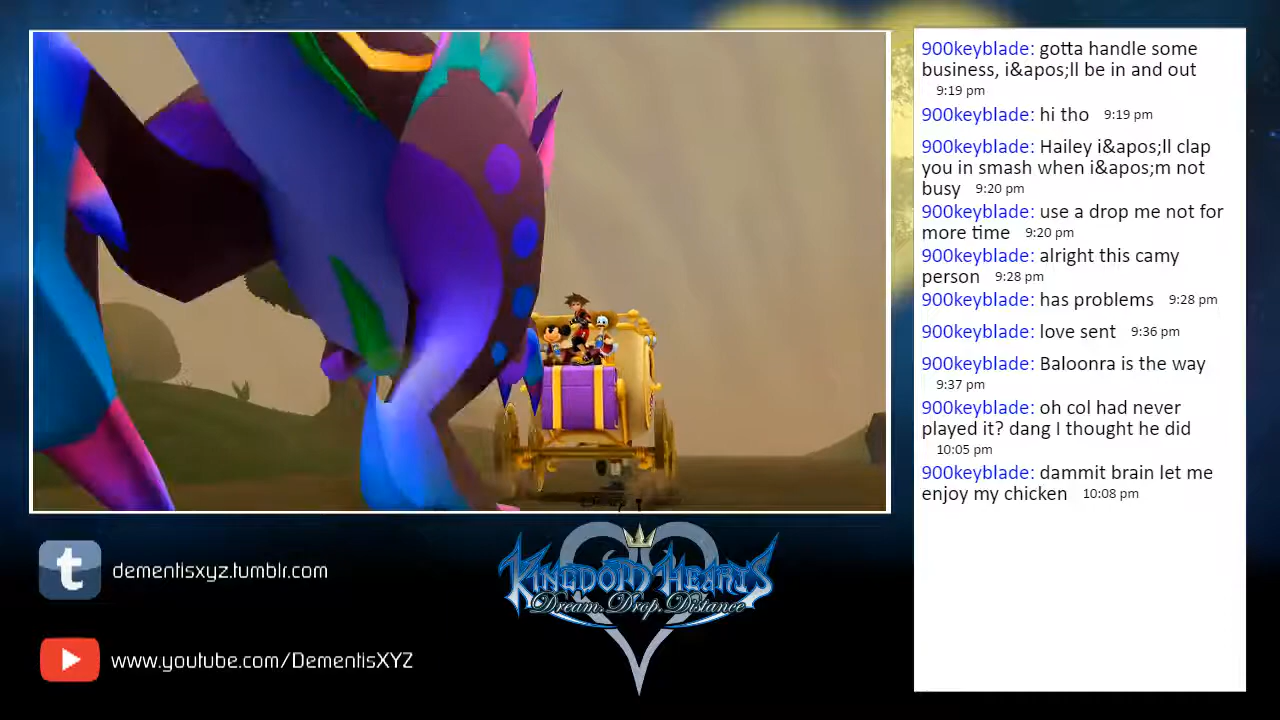 900keyblade: gotta handle some
business, i&apos;ll be in and out
9:19 pm
900keyblade: hi tho 9:19 pm
900keyblade: Hailey i&apos;ll clap
you in smash when i&apos;m not
busy 9:20 pm
900keyblade: use a drop me not for
more time 9:20 pm
900keyblade: alright this camy
person 9:28 pm
900keyblade: has problems 9:28 pm
900keyblade: love sent 9:36 pm
900keyblade: Baloonra is the way
9:37 pm
900keyblade: oh col had never
played it? dang I thought he did
10:05 pm
900keyblade: dammit brain let me
enjoy my chicken 10:08 pm
t dementisxyz.tumblr.com
www.youtube.com/DementisXYZ
Disney
KINGDOM HEARTS
Dream.Drop.Distance